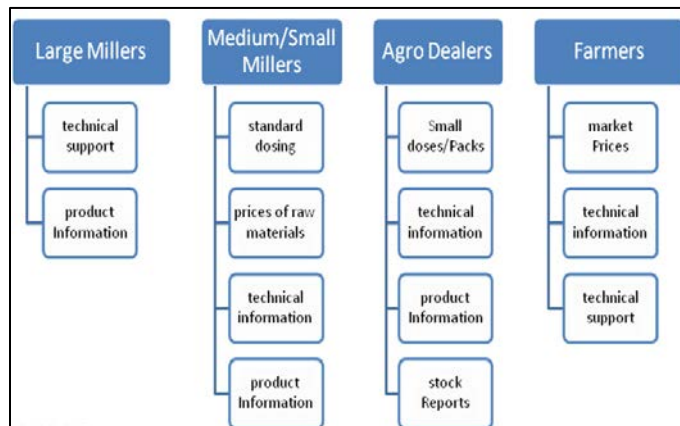 Large Millers
technical
support
product
Information
Medium/Small
Millers
standard
dosing
prices of raw
materials
technical
information
product
Information
Agro Dealers
Small
doses/Packs
technical
information
product
Information
stock
Reports
Farmers
market
Prices
technical
information
technical
support